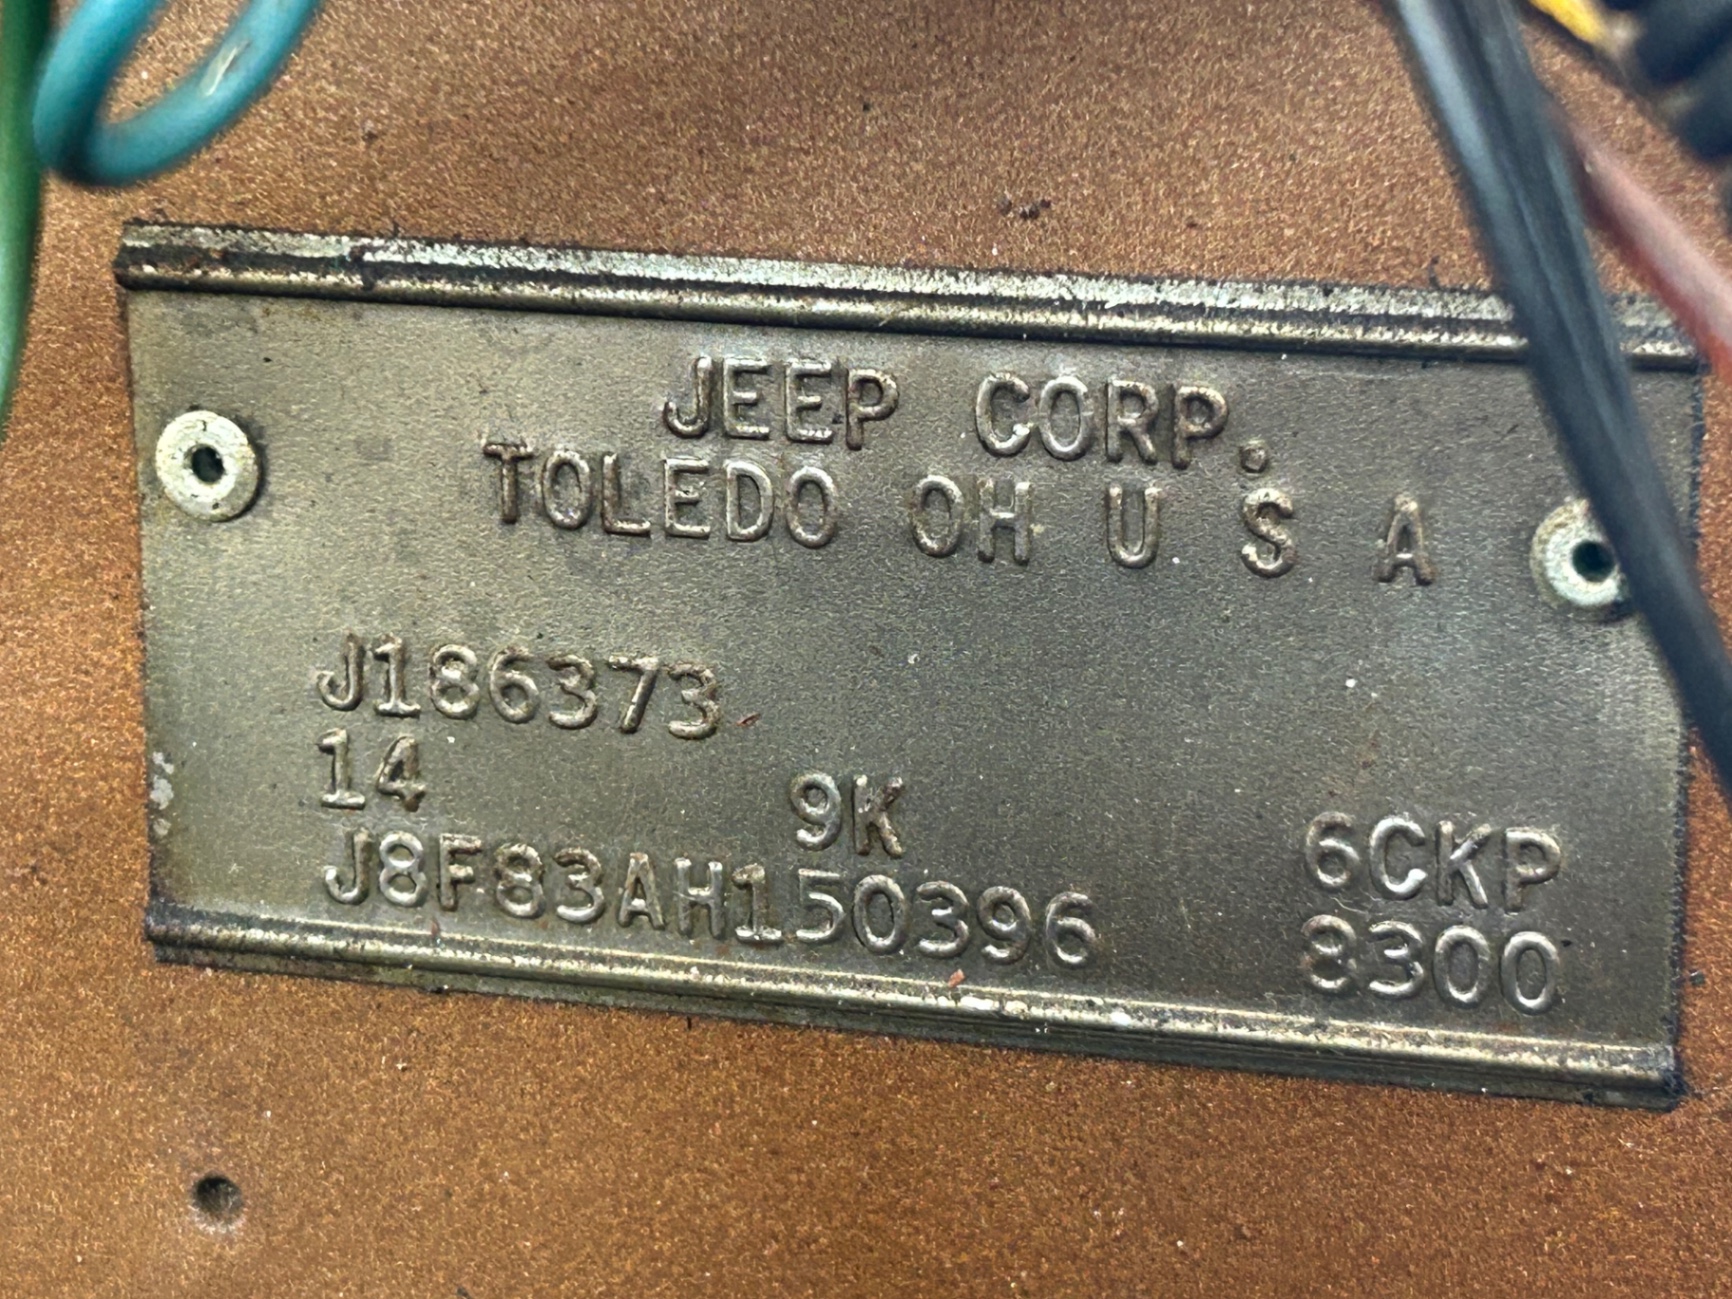 JEEP CORP.
TOLEDO OH U S A
J186373
14 9K 6CKP
J8F83AH150396 8300